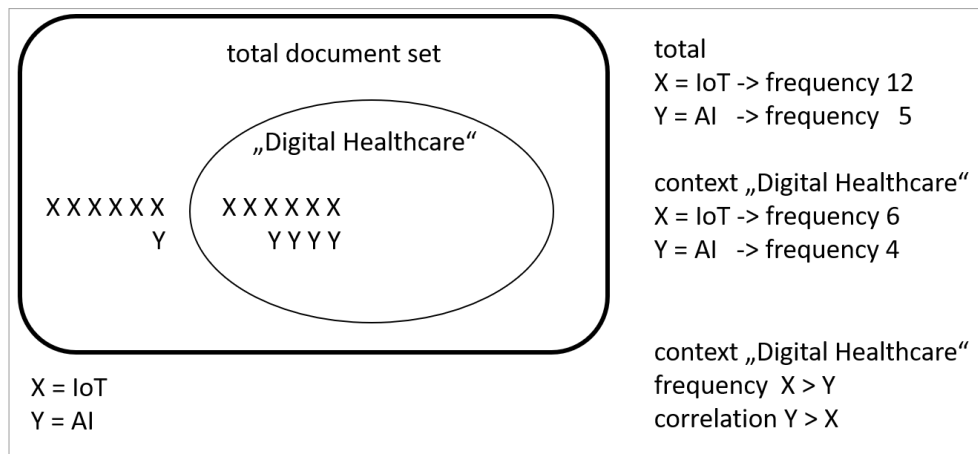 total document set
„Digital Healthcare“
X X X X X X
X X X X X X
Y
Y Y Y Y
X = IoT
Y = AI
total
X = IoT -> frequency 12
Y = AI -> frequency 5
context „Digital Healthcare“
X = IoT -> frequency 6
Y = AI -> frequency 4
context „Digital Healthcare“
frequency X > Y
correlation Y > X